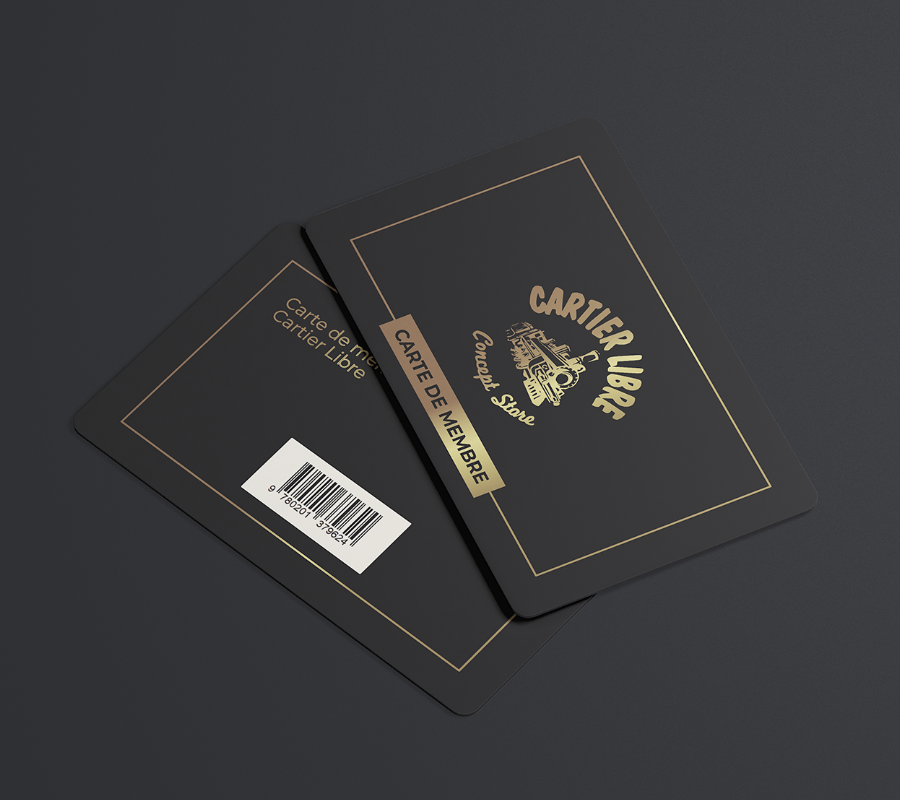 CARTIER LIBRE
Concept Store
CARTE DE MEMBRE
Carte de
Cartier Libre
9 780201 379624